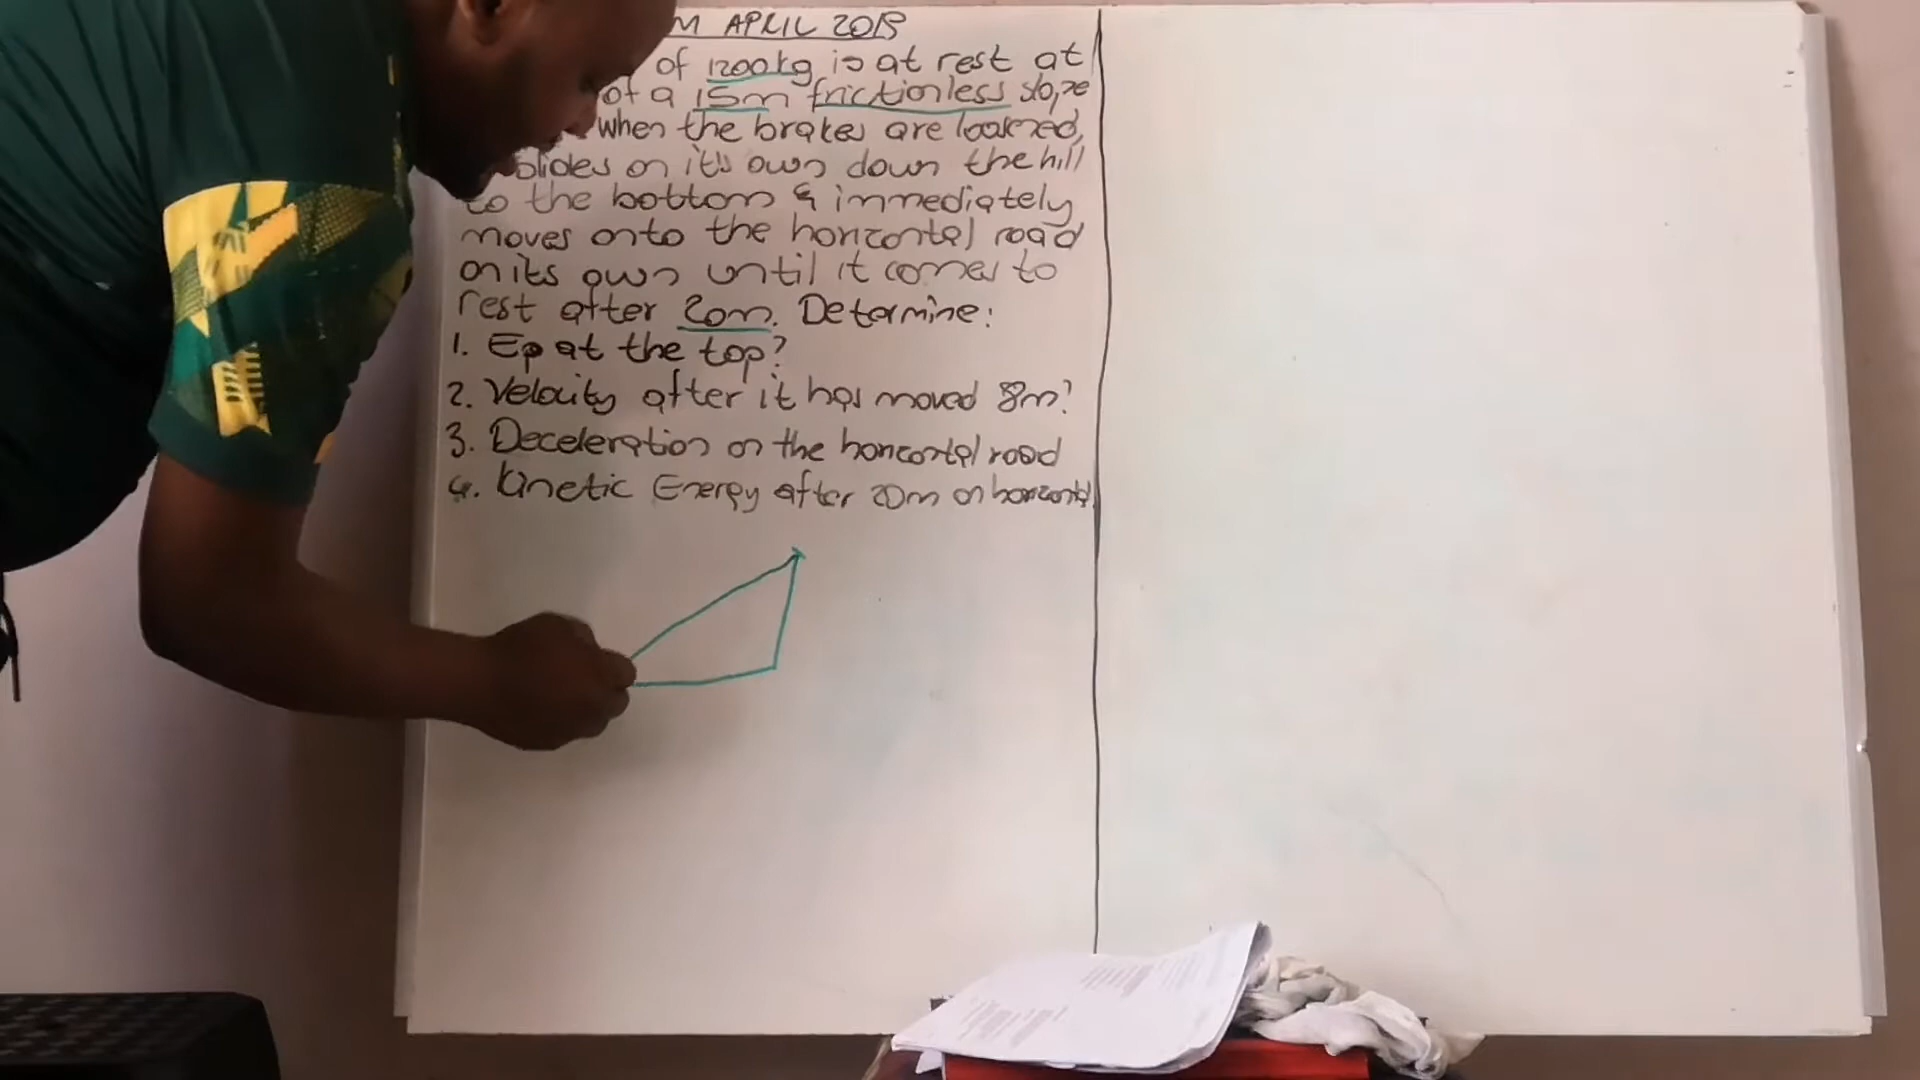 M APRIL 2019
of 1200kg is at rest at
of a 15m frictionless slope
when the brakes are loosened,
slides on it's own down the hill
to the bottom & immediately
moves onto the horizontal road
on its own until it comes to
rest after 20m. Determine:
1. Ep at the top?
2. Velocity after it has moved 8m?
3. Deceleration on the horizontal road
4. Kinetic Energy after 20m on horizontal